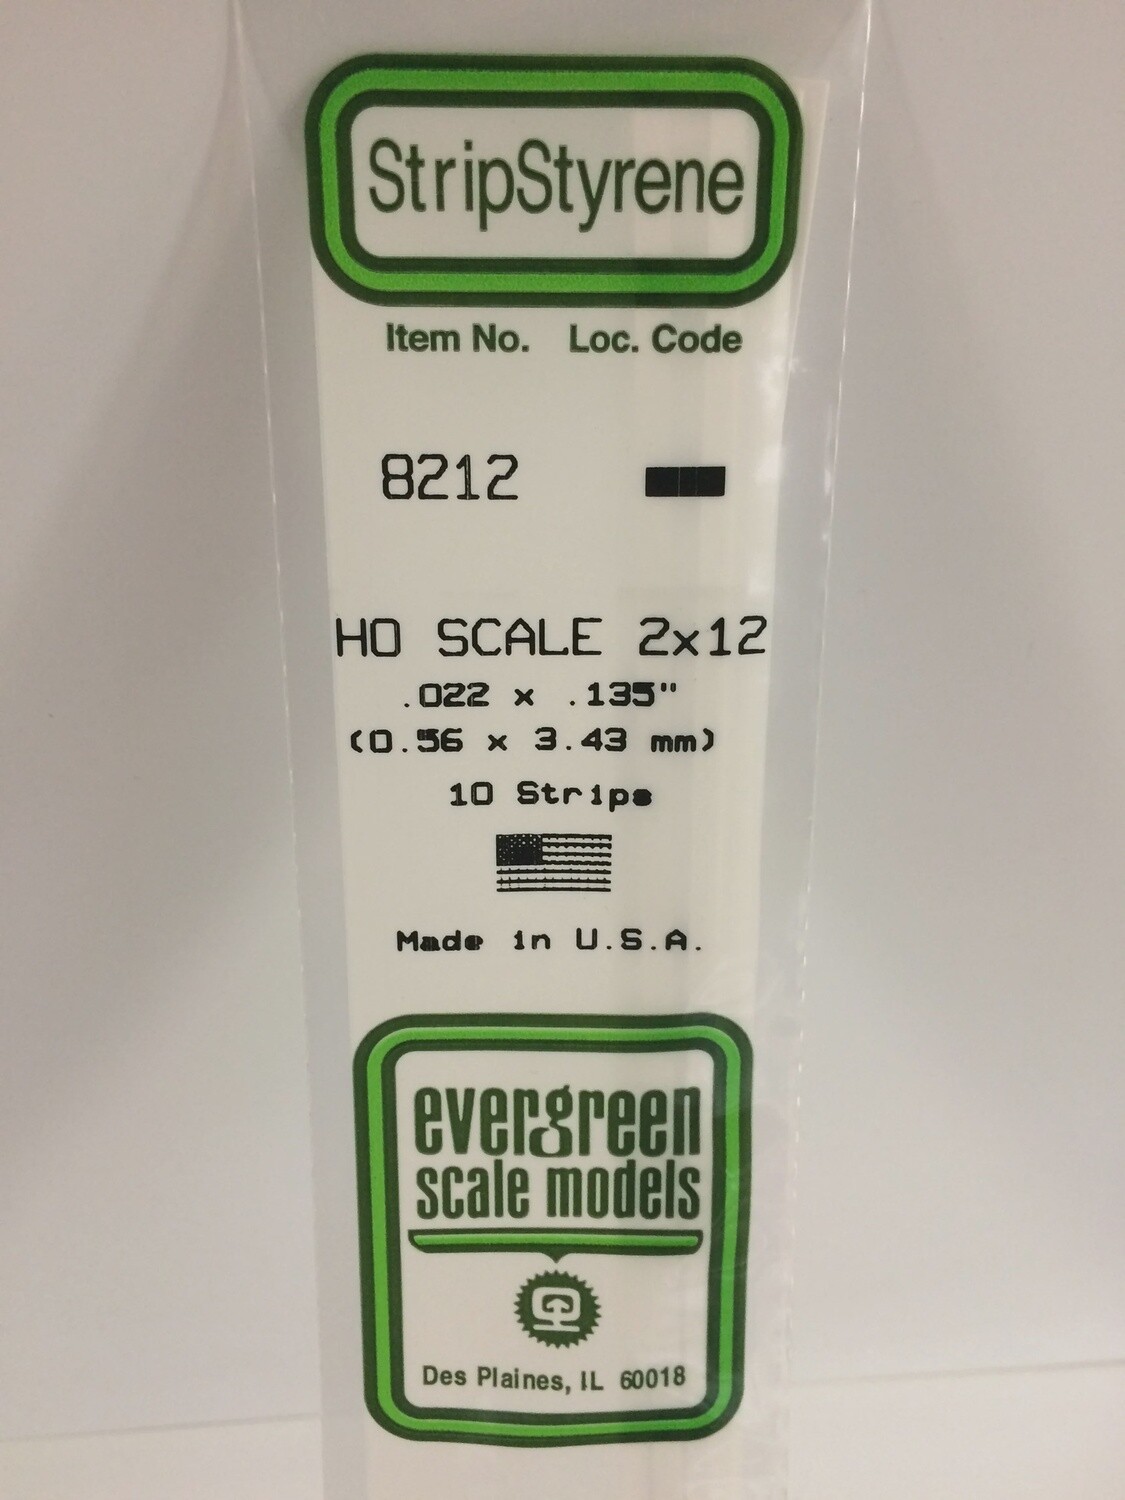 StripStyrene
Item No. Loc. Code
8212
HO SCALE 2x12
.022 x .135"
(0.56 x 3.43 mm)
10 Strips
Made in U.S.A.
evergreen
scale models
Des Plaines, IL 60018